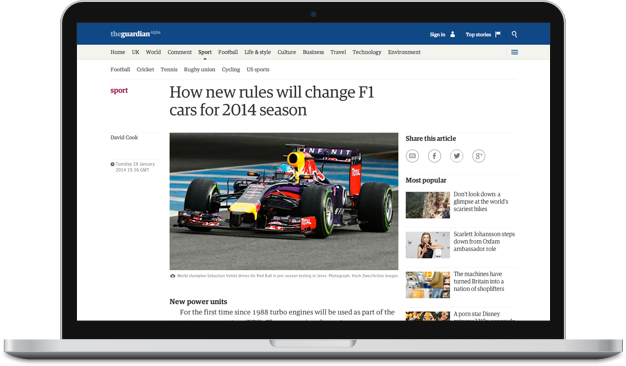 theguardian alpha
Sign in
Top stories
Home UK World Comment Sport Football Life & style Culture Business Travel Technology Environment
Football Cricket Tennis Rugby union Cycling US sports
sport
How new rules will change F1
cars for 2014 season
David Cook
Tuesday 28 January
2014 15.56 GMT
INFINITI
TOTAL
Share this article
Most popular
Don't look down: a
glimpse at the world's
scariest hikes
Scarlett Johansson steps
down from Oxfam
ambassador role
The machines have
turned Britain into a
nation of shoplifters
A porn star Disney
World champion Sebastian Vettel drives his Red Bull in pre-season testing in Jerez. Photograph:
New power units
For the first time since 1988 turbo engines will be used as part of the